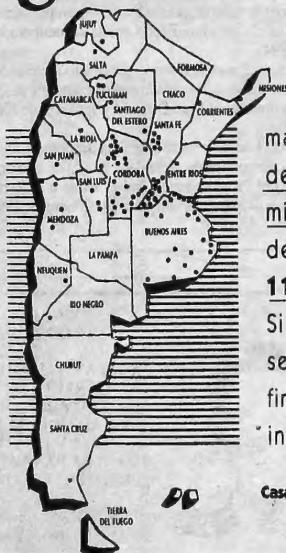 JUJUY
SALTA
FORMOSA
CATAMARCA
TUCUMAN
CHACO
MISIONES
SANTIAGO
DEL ESTERO
CORRIENTES
LA RIOJA
SANTA FE
SAN JUAN
CORDOBA
ENTRE RIOS
SAN LUIS
MENDOZA
BUENOS AIRES
LA PAMPA
NEUQUEN
RIO NEGRO
CHUBUT
SANTA CRUZ
TIERRA
DEL FUEGO
ma
de
mi
de
11
Si
se
fir
in
Casa